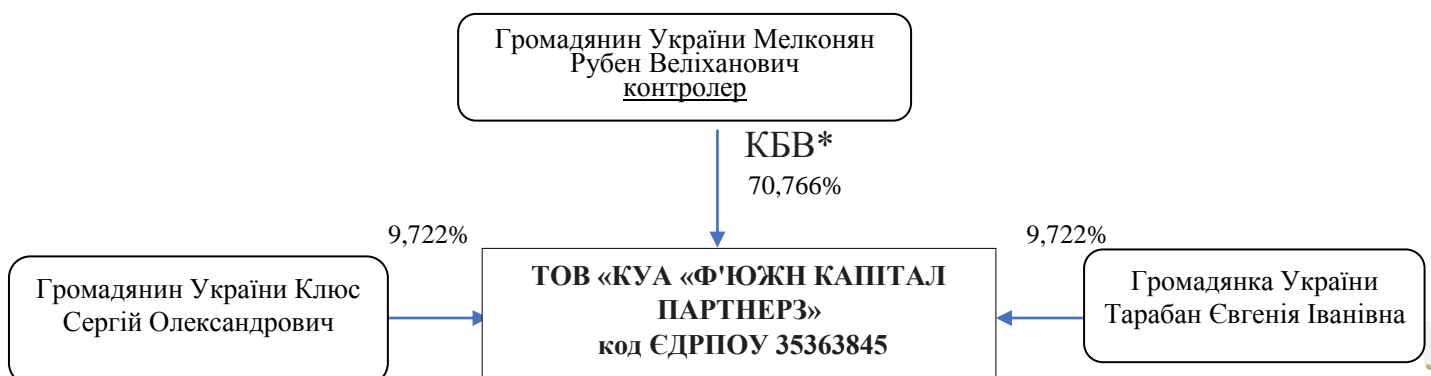 Громадянин України Мелконян
Рубен Веліханович
контролер
КБВ*
70,766%
9,722%
9,722%
Громадянин України Клюс
Сергій Олександрович
ТОВ «КУА «Ф'ЮЖН КАПІТАЛ
ПАРТНЕРЗ»
код ЄДРПОУ 35363845
Громадянка України
Тарабан Євгенія Іванівна